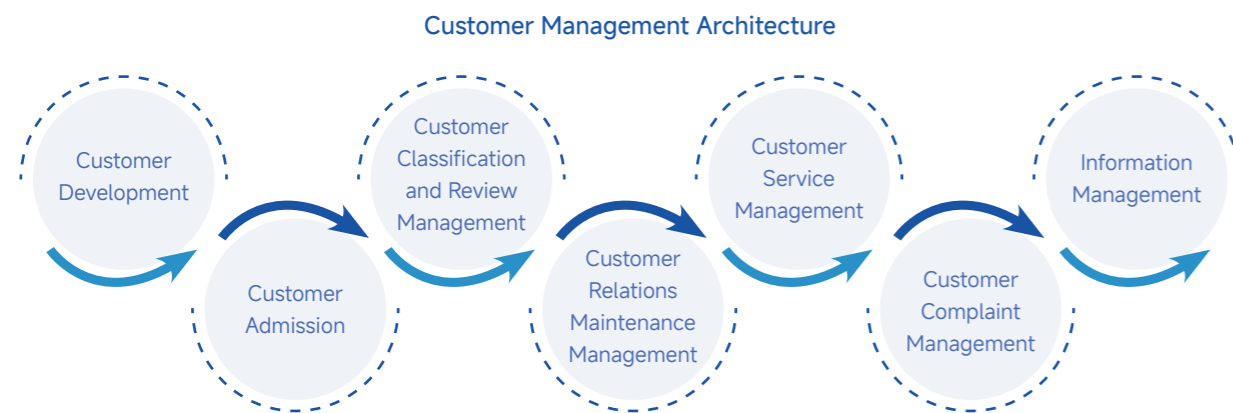 Customer Management Architecture
Customer
Development
Customer
Admission
Customer
Classification
and Review
Management
Customer
Relations
Maintenance
Management
Customer
Service
Management
Customer
Complaint
Management
Information
Management